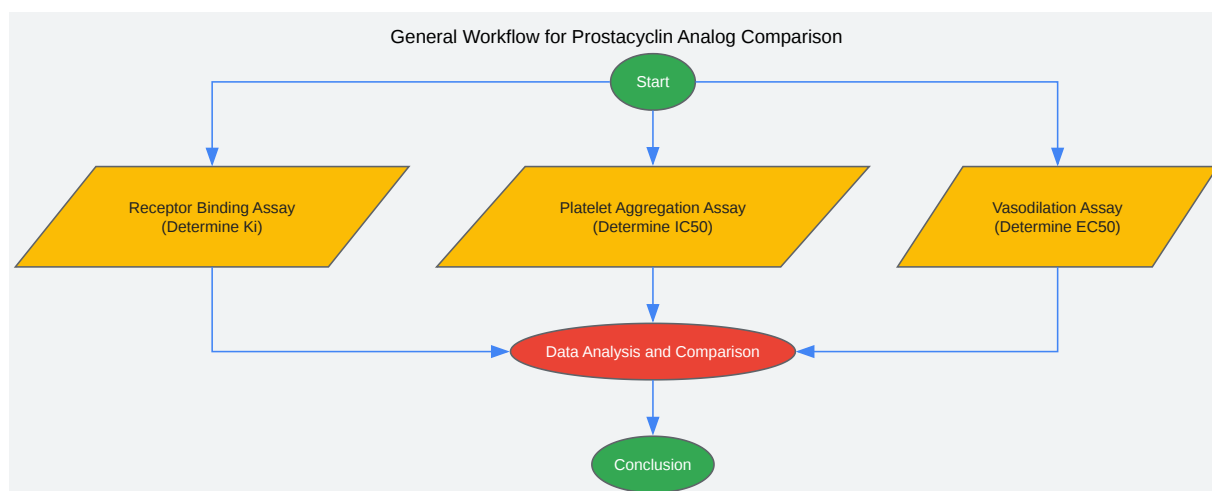 General Workflow for Prostacyclin Analog Comparison
Start
Receptor Binding Assay
(Determine Ki)
Platelet Aggregation Assay
(Determine IC50)
Vasodilation Assay
(Determine EC50)
Data Analysis and Comparison
Conclusion